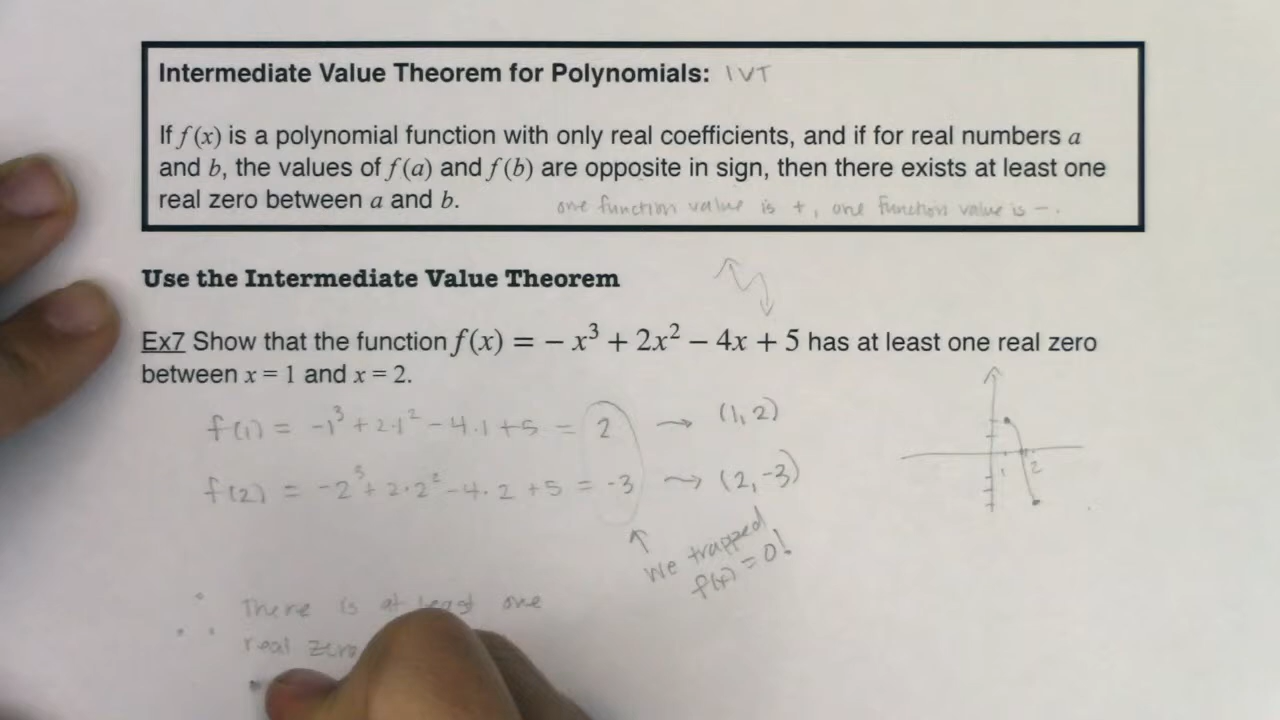 Intermediate Value Theorem for Polynomials: IVT
If f(x) is a polynomial function with only real coefficients, and if for real numbers a
and b, the values of f(a) and f(b) are opposite in sign, then there exists at least one
real zero between a and b. one function value is +, one function value is -.
Use the Intermediate Value Theorem
Ex7 Show that the function f(x) = − x³ + 2x² − 4x + 5 has at least one real zero
between x = 1 and x = 2.
f(1) = -1³ + 2·1² - 4·1 + 5 = 2 → (1, 2)
f(2) = -2³ + 2·2² - 4·2 + 5 = -3 → (2, -3)
1 2
We trapped
f(x) = 0!
∴ There is at least one
real zero